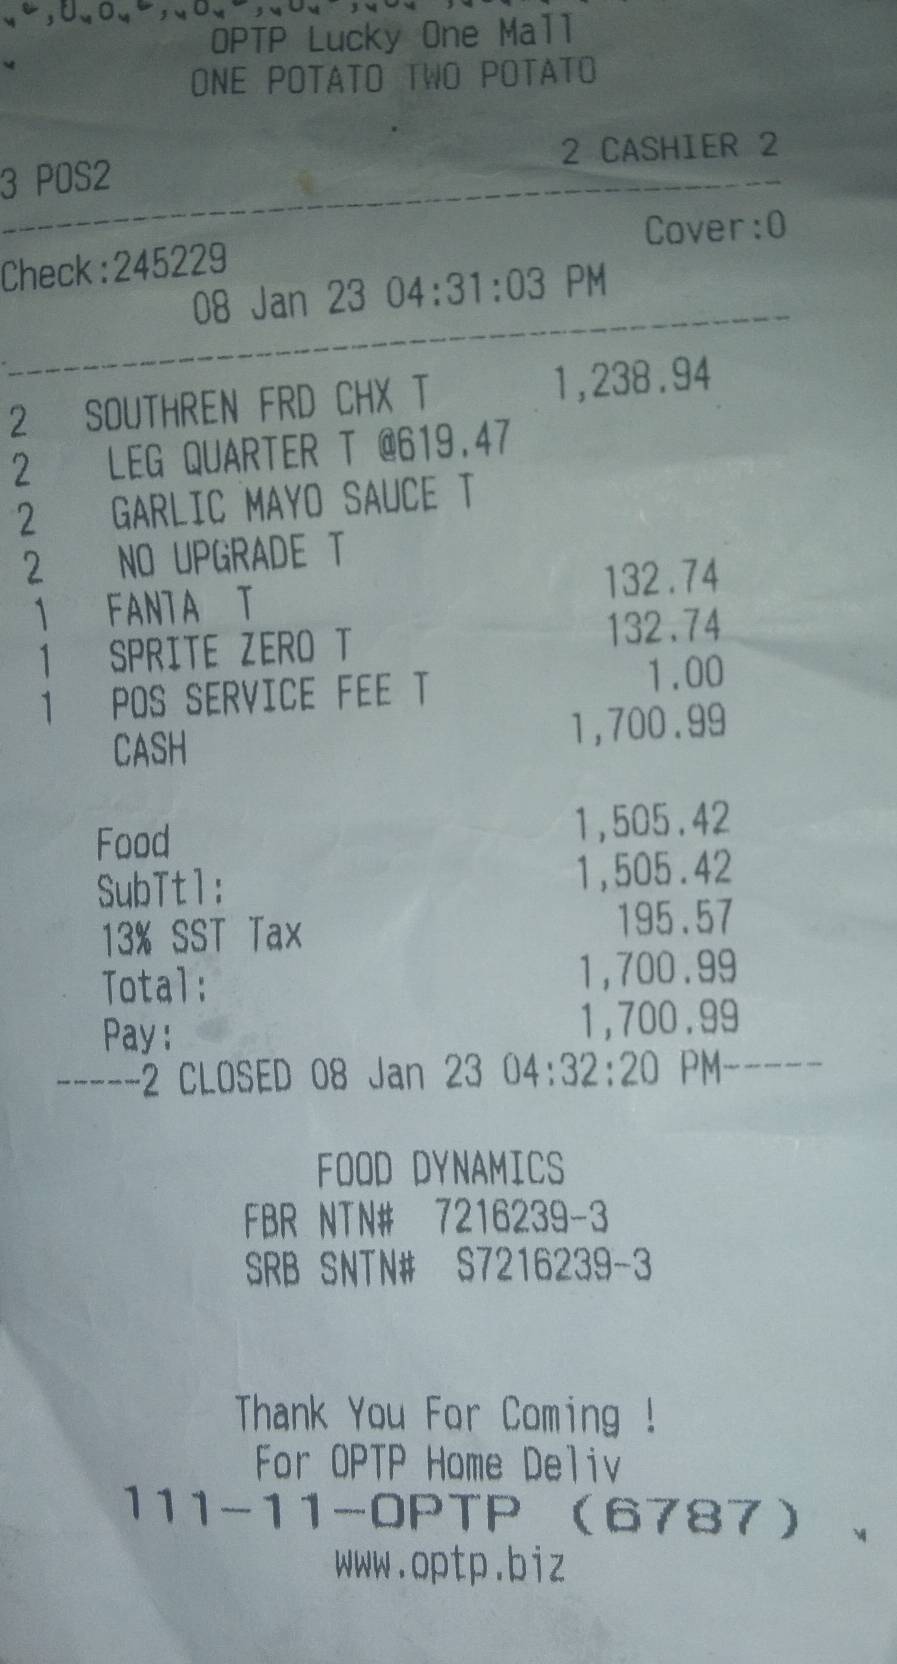 OPTP Lucky One Mall
ONE POTATO TWO POTATO
3 POS2 2 CASHIER 2
Check:245229 Cover:0
08 Jan 23 04:31:03 PM
2 SOUTHREN FRD CHX T 1,238.94
2 LEG QUARTER T @619.47
2 GARLIC MAYO SAUCE T
2 NO UPGRADE T
1 FANTA T 132.74
1 SPRITE ZERO T 132.74
1 POS SERVICE FEE T 1.00
CASH 1,700.99
Food 1,505.42
SubTtl: 1,505.42
13% SST Tax 195.57
Total: 1,700.99
Pay: 1,700.99
-----2 CLOSED 08 Jan 23 04:32:20 PM-----
FOOD DYNAMICS
FBR NTN# 7216239-3
SRB SNTN# S7216239-3
Thank You For Coming !
For OPTP Home Deliv
111-11-OPTP (6787)
www.optp.biz